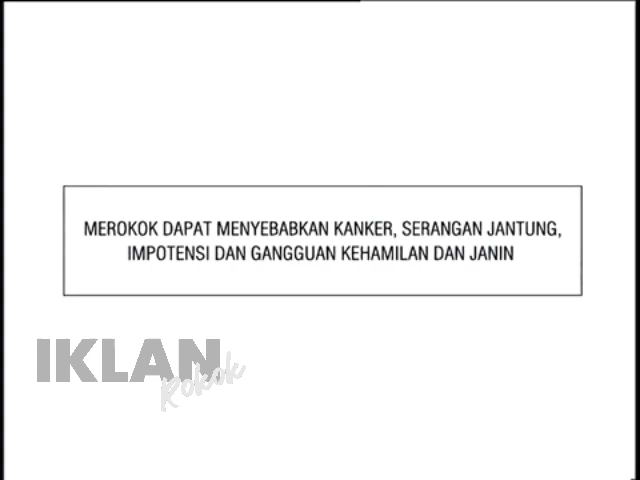 MEROKOK DAPAT MENYEBABKAN KANKER, SERANGAN JANTUNG,
IMPOTENSI DAN GANGGUAN KEHAMILAN DAN JANIN
IKLAN
Rokok